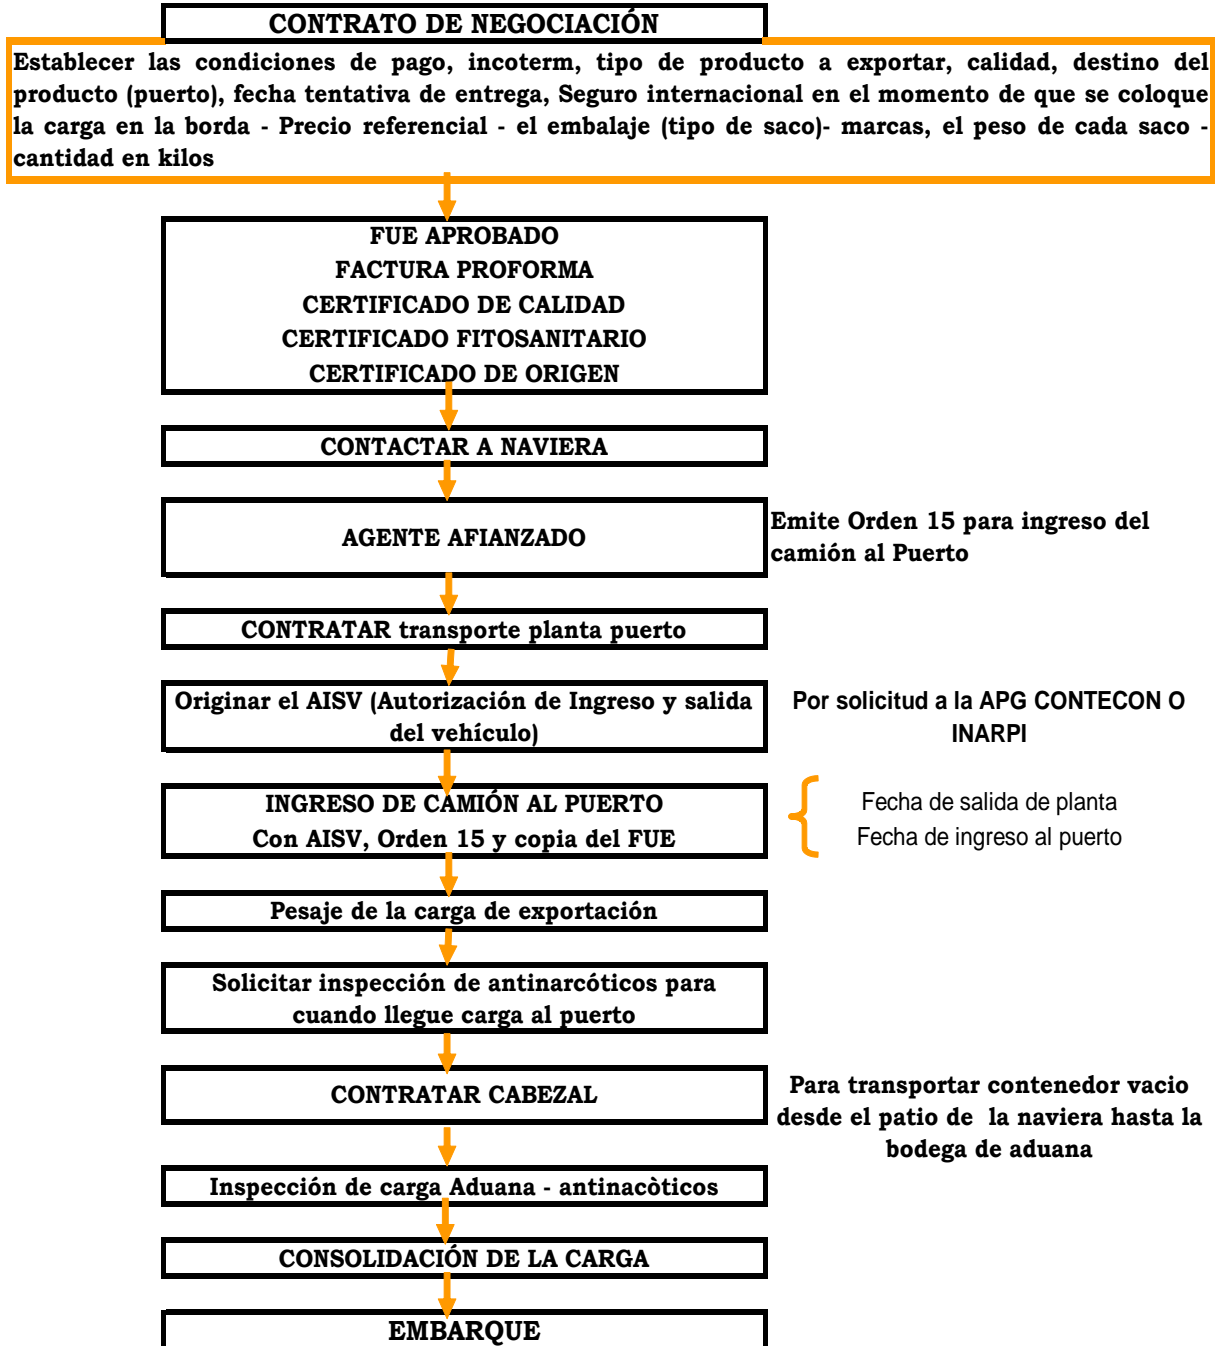 CONTRATO DE NEGOCIACIÓN
Establecer las condiciones de pago, incoterm, tipo de producto a exportar, calidad, destino del
producto (puerto), fecha tentativa de entrega, Seguro internacional en el momento de que se coloque
la carga en la borda - Precio referencial - el embalaje (tipo de saco)- marcas, el peso de cada saco -
cantidad en kilos
FUE APROBADO
FACTURA PROFORMA
CERTIFICADO DE CALIDAD
CERTIFICADO FITOSANITARIO
CERTIFICADO DE ORIGEN
CONTACTAR A NAVIERA
AGENTE AFIANZADO
Emite Orden 15 para ingreso del
camión al Puerto
CONTRATAR transporte planta puerto
Originar el AISV (Autorización de Ingreso y salida
del vehículo)
Por solicitud a la APG CONTECON O
INARPI
INGRESO DE CAMIÓN AL PUERTO
Con AISV, Orden 15 y copia del FUE
Fecha de salida de planta
Fecha de ingreso al puerto
Pesaje de la carga de exportación
Solicitar inspección de antinarcóticos para
cuando llegue carga al puerto
CONTRATAR CABEZAL
Para transportar contenedor vacio
desde el patio de la naviera hasta la
bodega de aduana
Inspección de carga Aduana - antinacòticos
CONSOLIDACIÓN DE LA CARGA
EMBARQUE